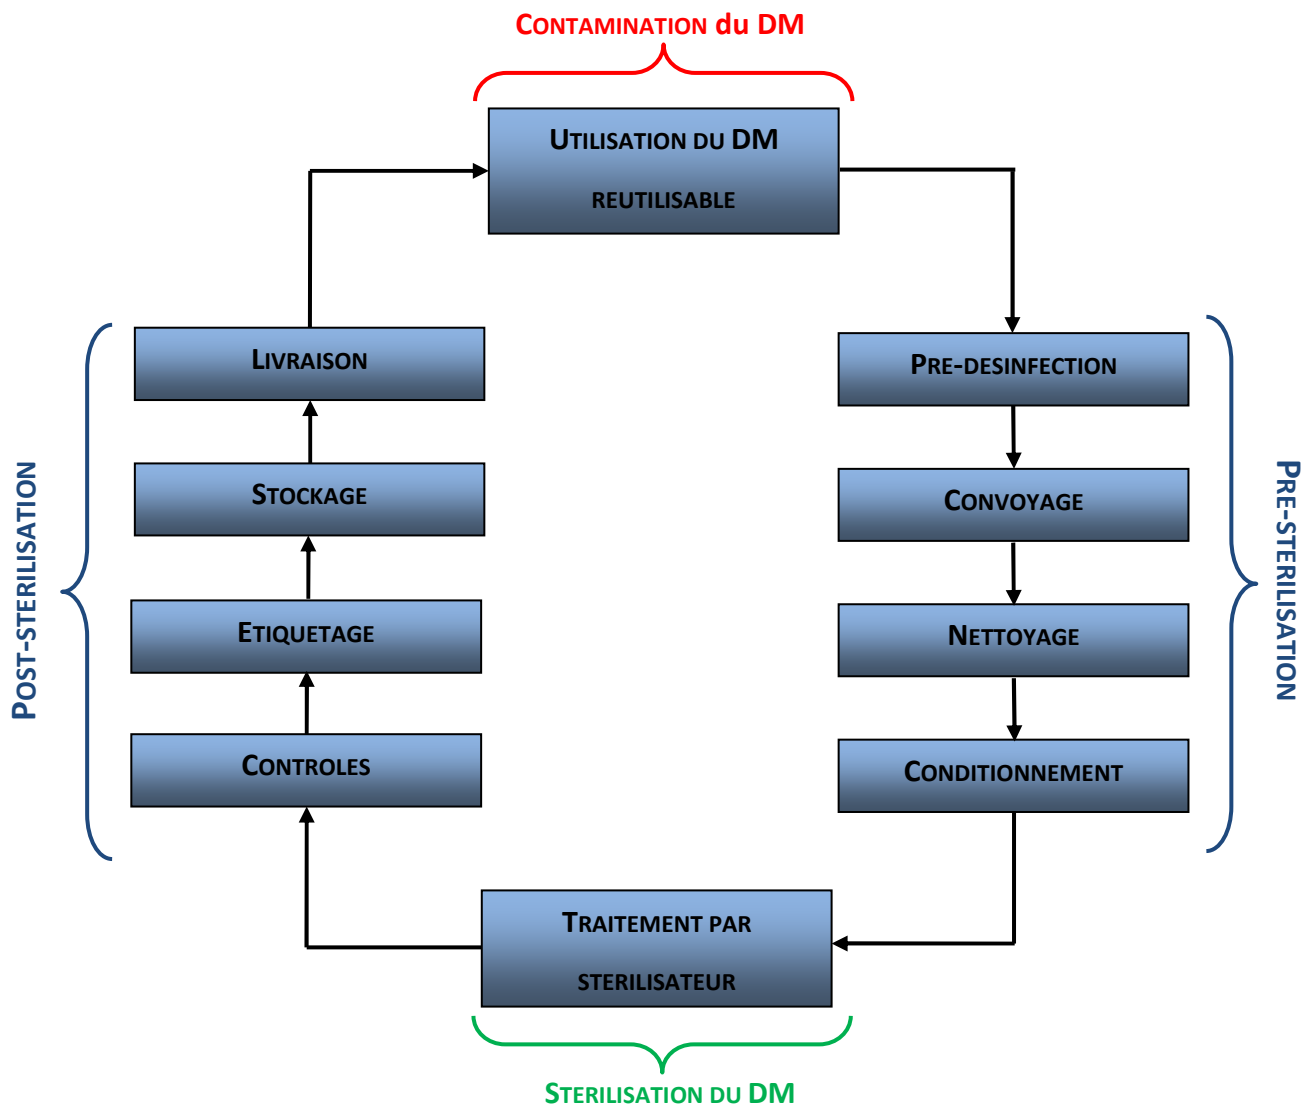 CONTAMINATION du DM
UTILISATION DU DM
REUTILISABLE
LIVRAISON
PRE-DESINFECTION
STOCKAGE
CONVOYAGE
ETIQUETAGE
NETTOYAGE
CONTROLES
CONDITIONNEMENT
POST-STERILISATION
PRE-STERILISATION
TRAITEMENT PAR
STERILISATEUR
STERILISATION DU DM